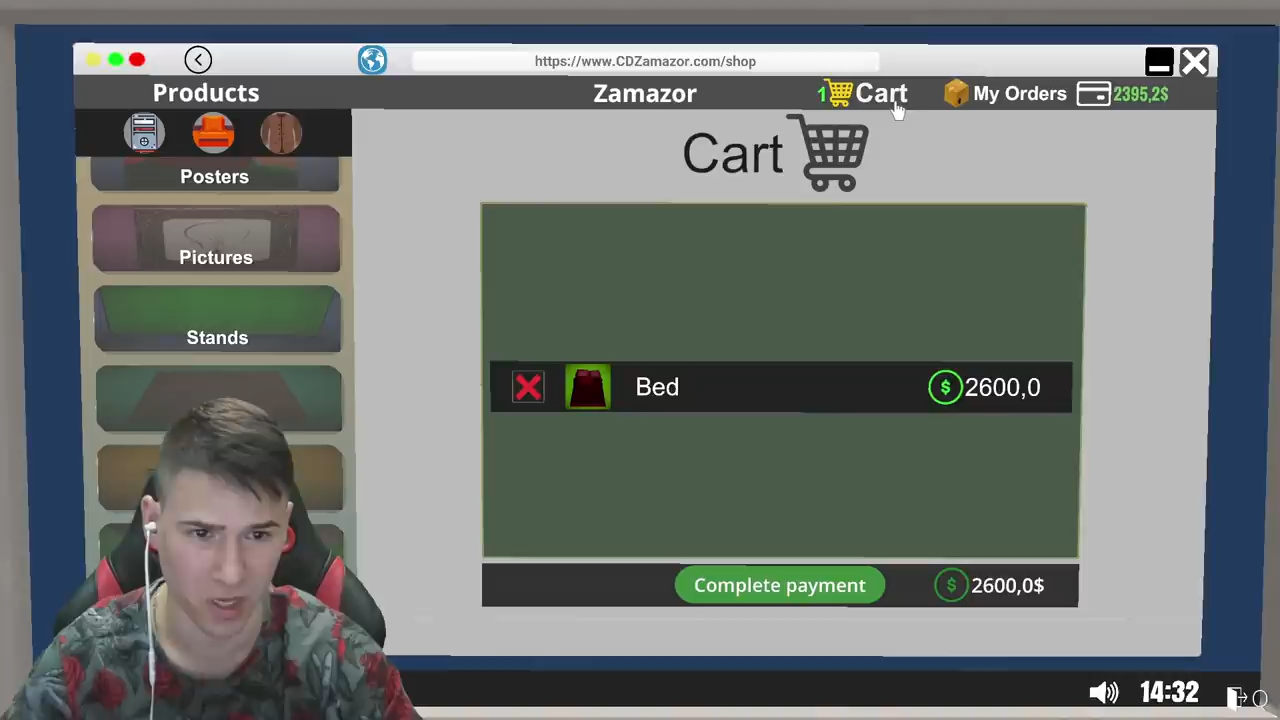 https://www.CDZamazor.com/shop
Products
Zamazor
1 Cart
My Orders
2395,2$
Cart
Posters
Pictures
Stands
Bed
$ 2600,0
Complete payment
$ 2600,0$
14:32
Q